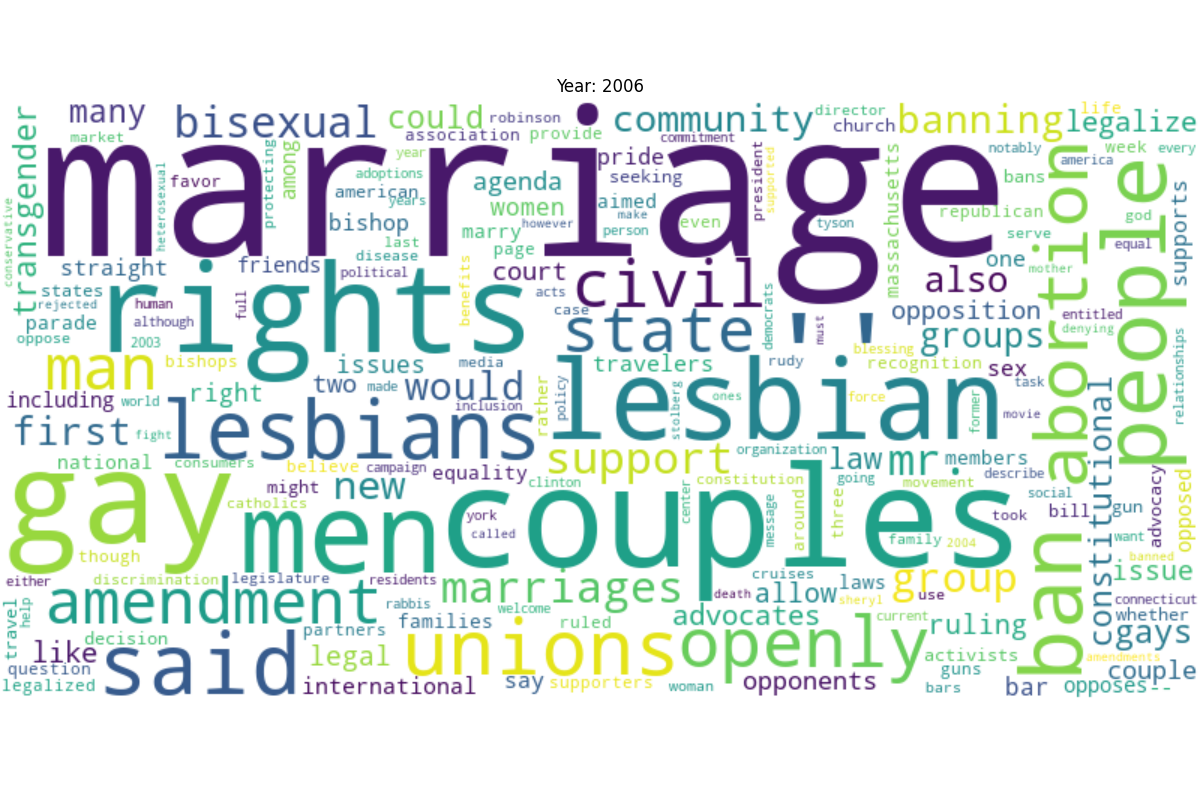 Year: 2006
many
bisexual
could
robinson
community
director
church
banning
life
legalize
transgender
market
association
provide
commitment
notably
week
every
marriage
protecting
among
year
pride
president
supported
massachusetts
bans
america
people
conservative
heterosexual
favor
adoptions
american
years
agenda
seeking
women
aimed
make
even
tyson
republican
god
supports
bishop
however
person
marry
page
last
disease
serve
equal
abortion
mother
straight
friends
political
benefits
court
civil
also
one
states
rejected
human
full
rights
acts
case
state
''
democrats
must
opposition
entitled
denying
parade
although
oppose
2003
groups
man
bishops
issues
media
travelers
rudy
blessing
recognition
sex
relationships
including
world
right
two
made
would
inclusion
rather
policy
lesbian
stolberg
ones
force
former
task
movie
constitutional
first
fight
lesbians
national
consumers
believe
campaign
equality
support
organization
law
mr.
members
gay
catholics
might
new
clinton
constitution
going
movement
describe
social
advocacy
opposed
men
york
called
couples
center
message
around
three
took
bill
gun
want
though
family
2004
ban
banned
issue
either
discrimination
legislature
residents
marriages
cruises
laws
group
connecticut
amendment
rabbis
welcome
death
allow
sheryl
use
whether
travel
help
decision
partners
families
ruled
advocates
current
ruling
gays
like
said
legal
unions
openly
activists
amendments
question
guns
couple
legalized
international
say
supporters
woman
opponents
bars
bar
opposes
--